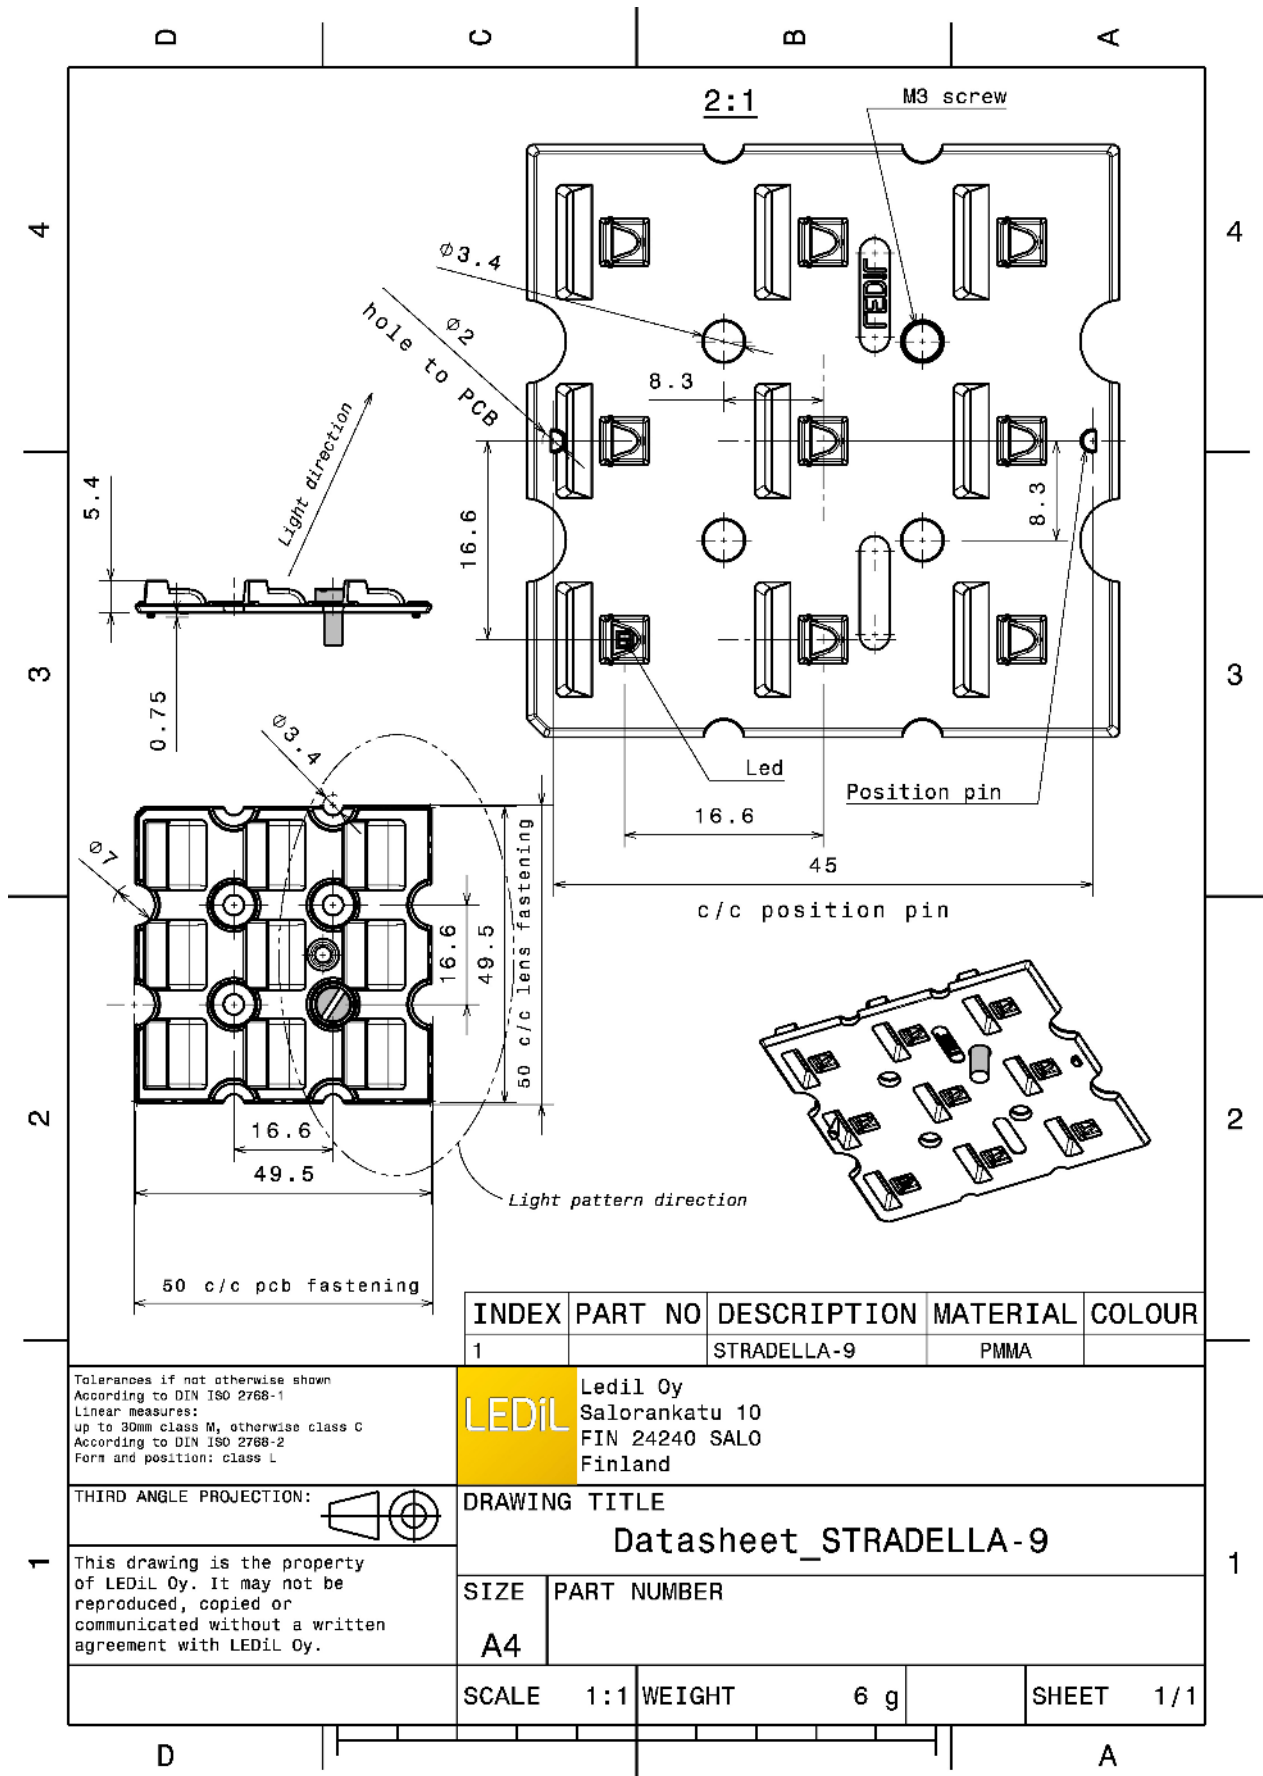 D
C
B
A
2:1
M3 screw
4
4
ø3.4
LEDiL
ø2
hole to PCB
8.3
Light direction
5.4
16.6
8.3
3
3
0.75
ø3.4
Led
Position pin
16.6
ø7
45
c/c position pin
16.6
49.5
50 c/c lens fastening
2
2
16.6
49.5
Light pattern direction
50 c/c pcb fastening
INDEX PART NO DESCRIPTION MATERIAL COLOUR
1 STRADELLA-9 PMMA
Tolerances if not otherwise shown
According to DIN ISO 2768-1
Linear measures:
up to 30mm class M, otherwise class C
According to DIN ISO 2768-2
Form and position: class L
LEDiL
Ledil Oy
Salorankatu 10
FIN 24240 SALO
Finland
THIRD ANGLE PROJECTION:
DRAWING TITLE
Datasheet_STRADELLA-9
1
1
This drawing is the property
of LEDiL Oy. It may not be
reproduced, copied or
communicated without a written
agreement with LEDiL Oy.
SIZE
A4
PART NUMBER
SCALE 1:1 WEIGHT 6 g SHEET 1/1
D
A